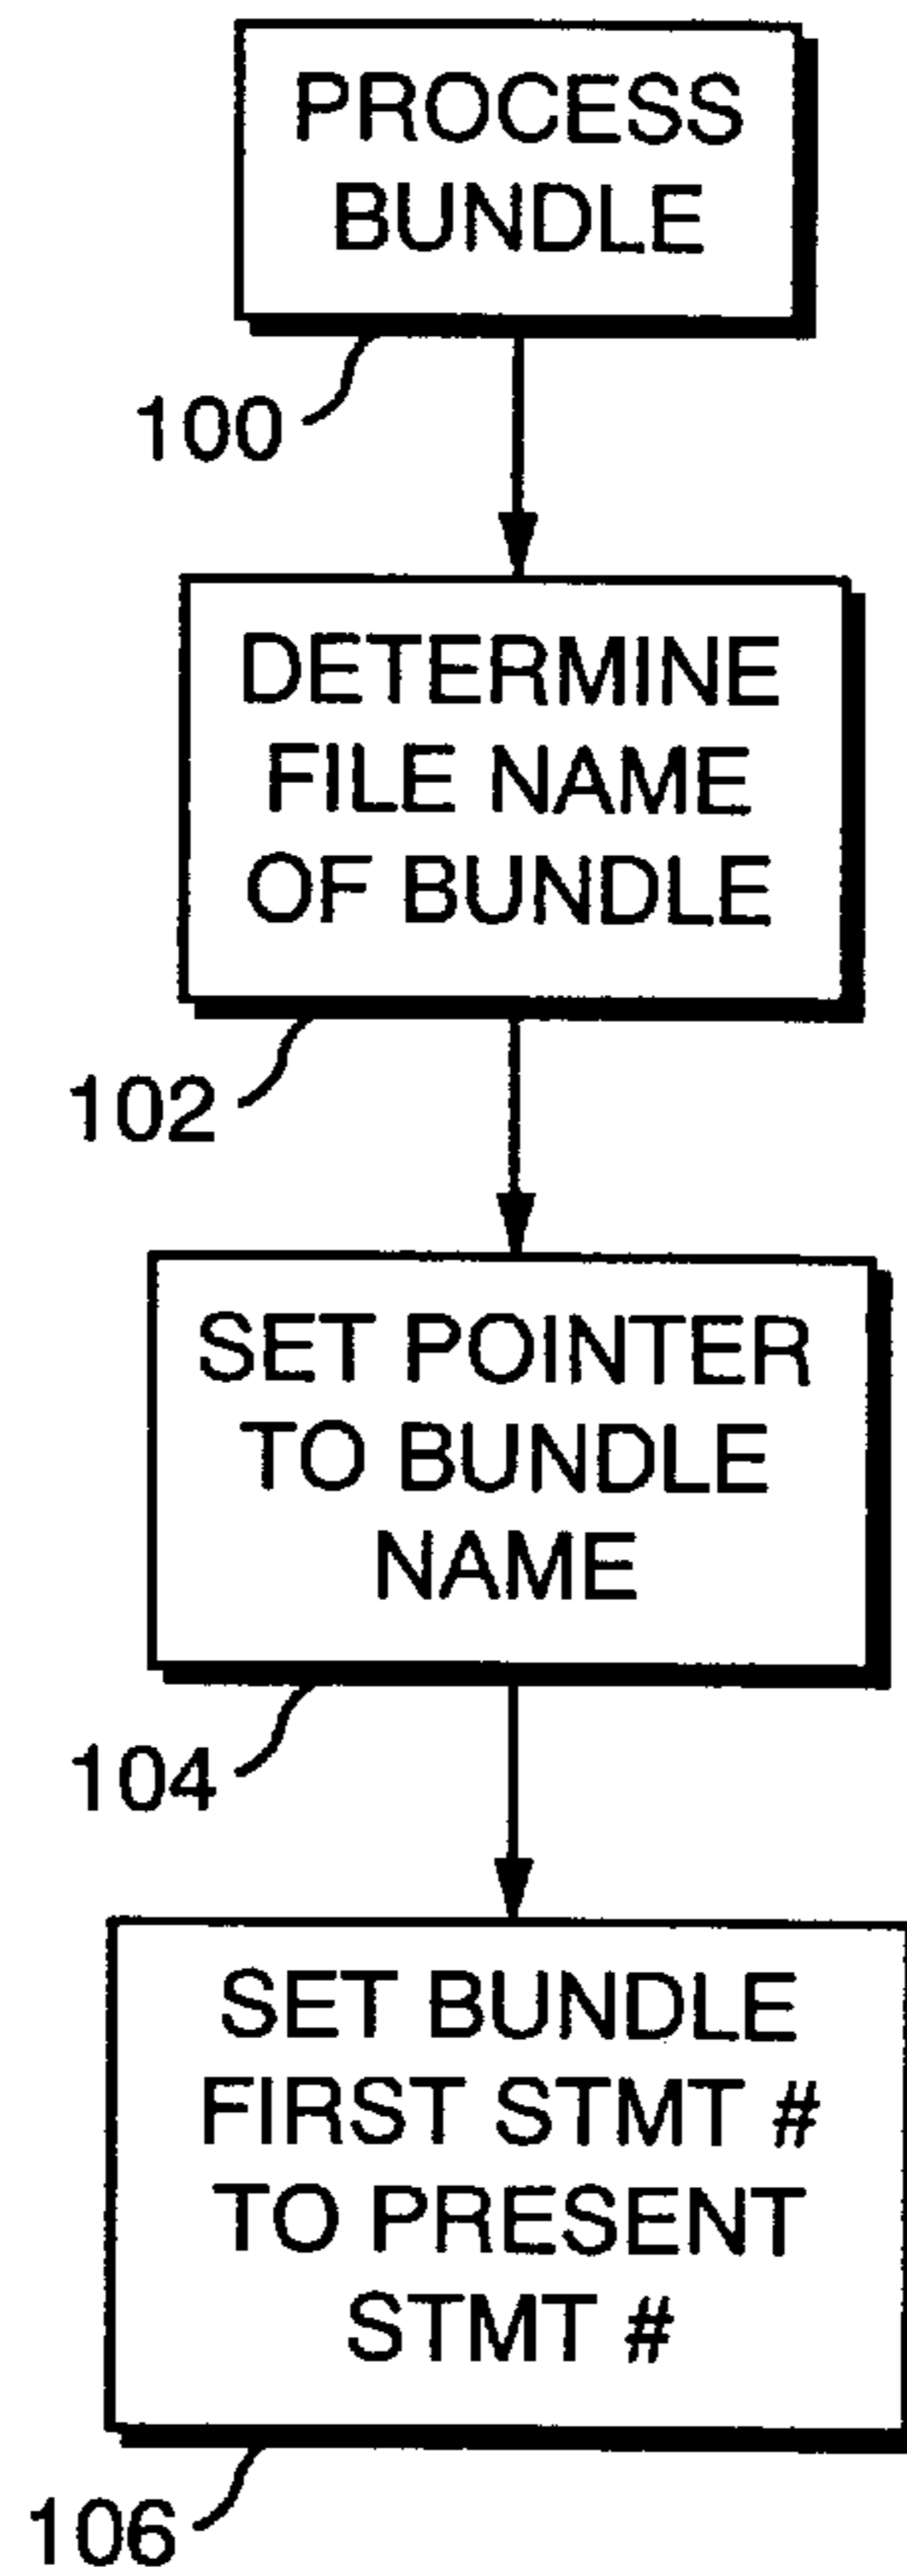 PROCESS
BUNDLE
100
DETERMINE
FILE NAME
OF BUNDLE
102
SET POINTER
TO BUNDLE
NAME
104
SET BUNDLE
FIRST STMT #
TO PRESENT
STMT #
106